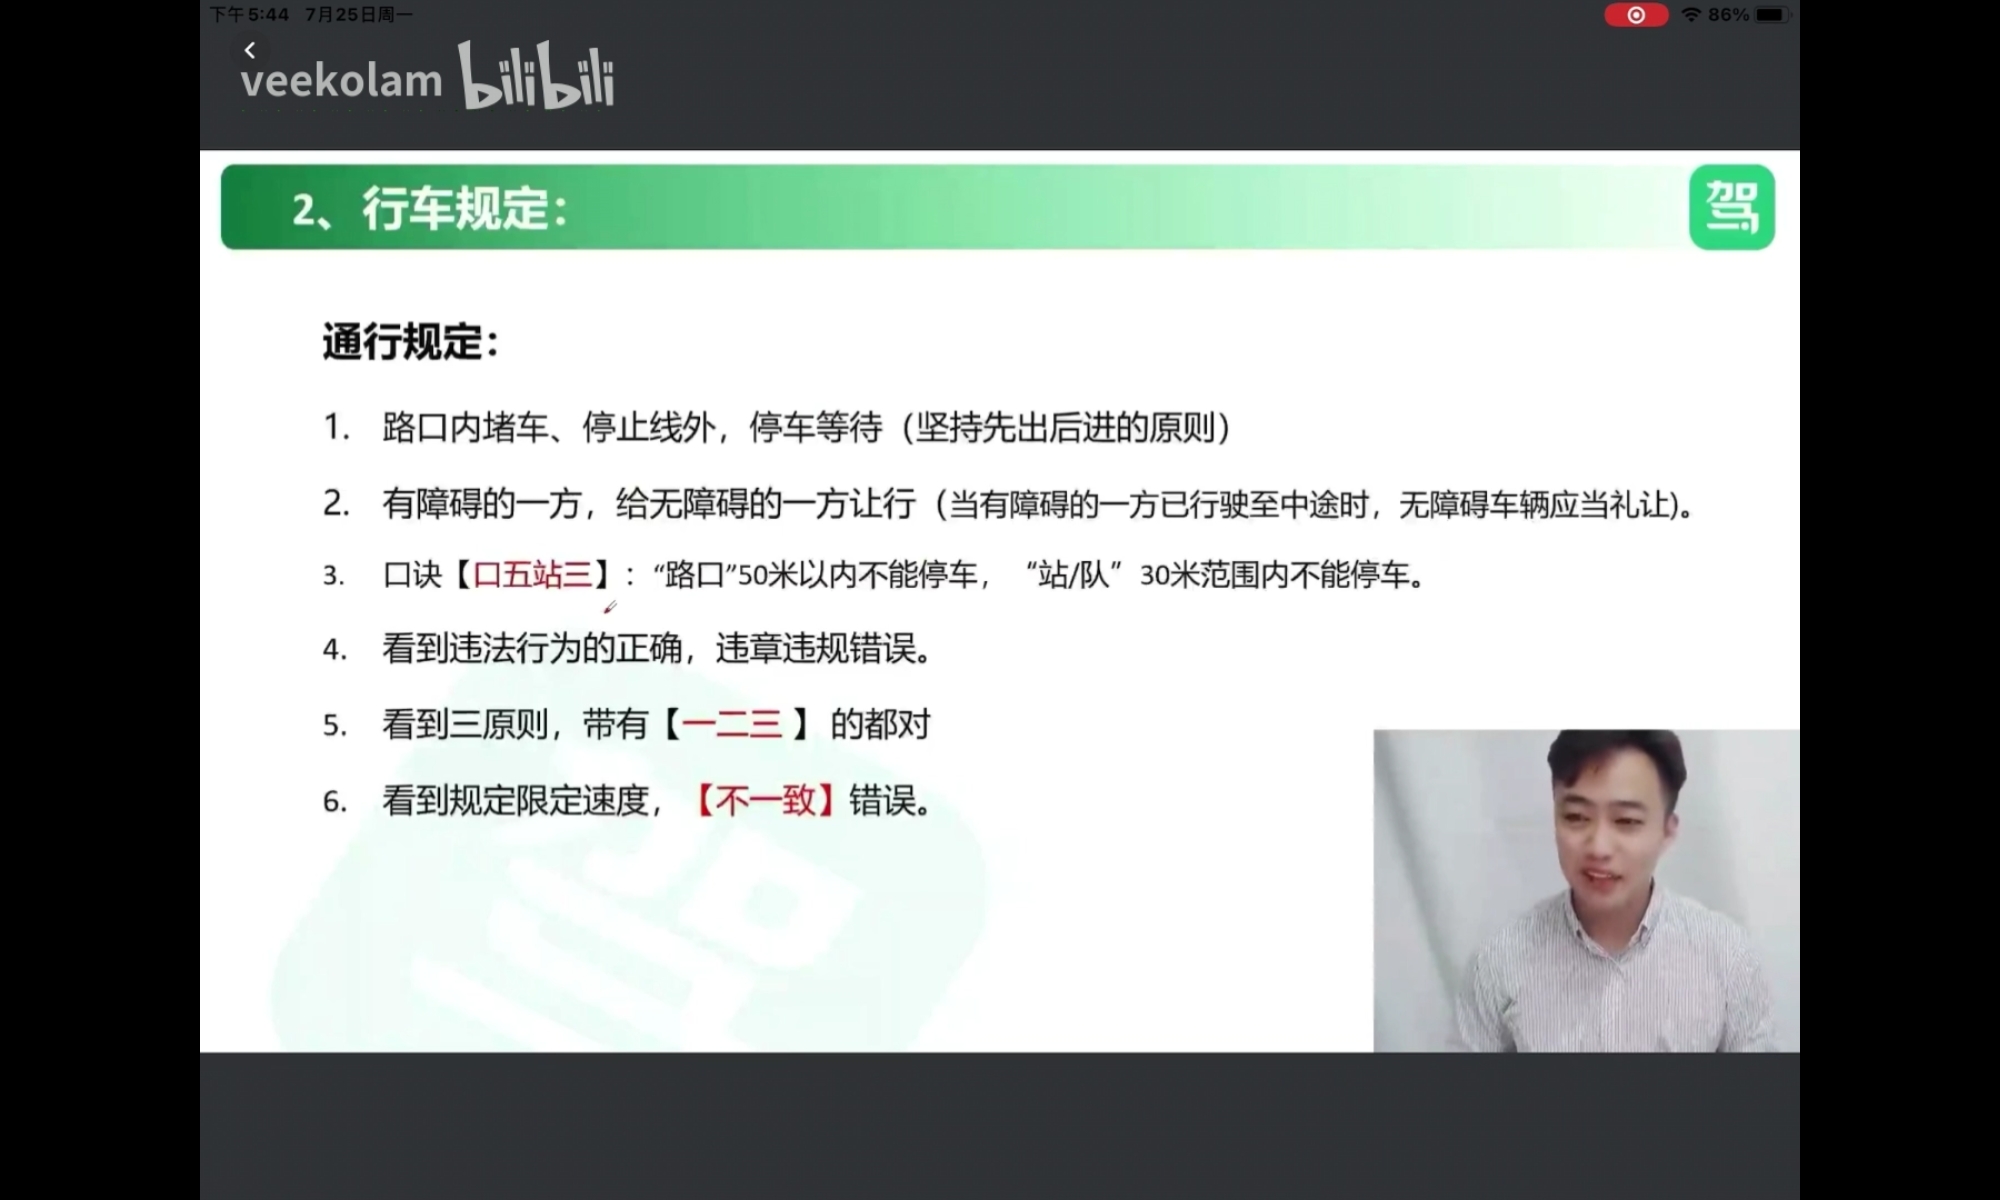 下午5:44 7月25日周一
86%
veekolam bilibili
2、行车规定：
驾
通行规定：
1. 路口内堵车、停止线外，停车等待（坚持先出后进的原则）
2. 有障碍的一方，给无障碍的一方让行（当有障碍的一方已行驶至中途时，无障碍车辆应当礼让)。
3. 口诀【口五站三】：“路口”50米以内不能停车，“站/队”30米范围内不能停车。
4. 看到违法行为的正确，违章违规错误。
5. 看到三原则，带有【一二三 】 的都对
6. 看到规定限定速度，【不一致】错误。